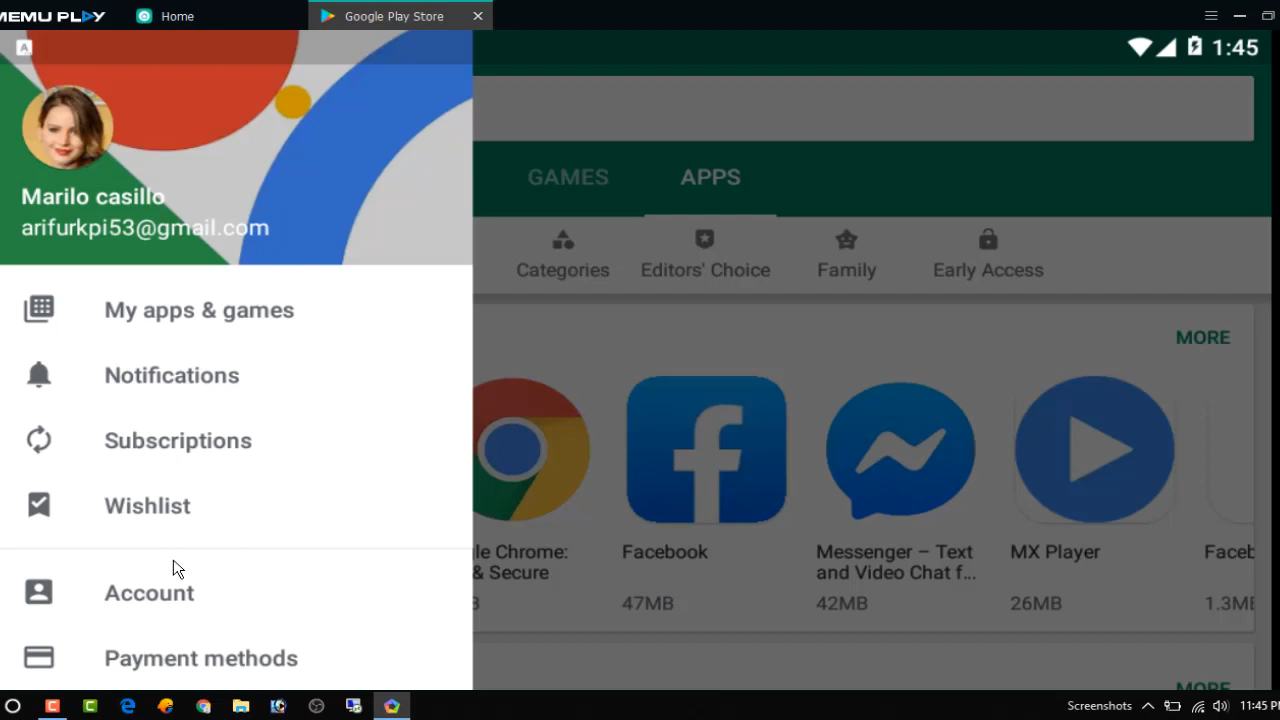 MEMU PLAY
Home
Google Play Store
A
1:45
Marilo casillo
arifurkpi53@gmail.com
GAMES
APPS
Categories
Editors' Choice
Family
Early Access
My apps & games
Notifications
Subscriptions
Wishlist
Account
Payment methods
MORE
le Chrome:
& Secure
Facebook
47MB
Messenger – Text
and Video Chat f...
42MB
MX Player
26MB
Faceb
1.3MB
MORE
Screenshots
11:45 P